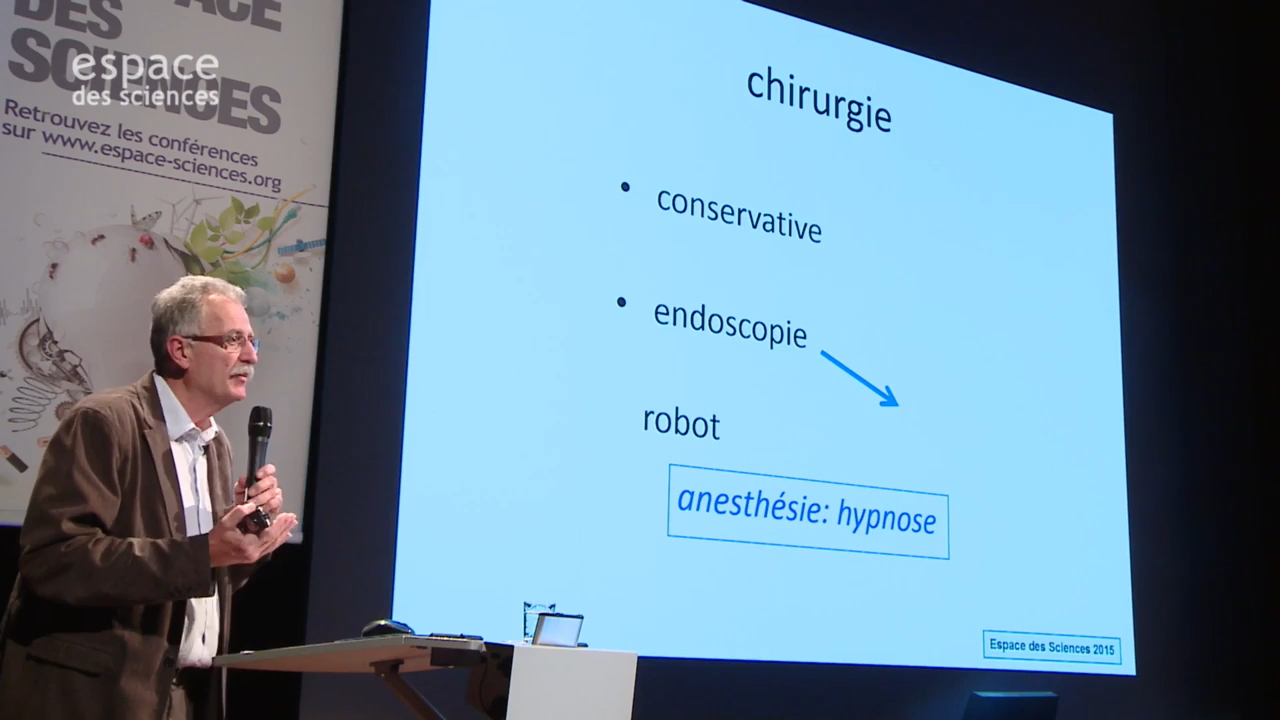 DES
SCIENCES
espace
des sciences
Retrouvez les conférences
sur www.espace-sciences.org
chirurgie
• conservative
• endoscopie
robot
anesthésie: hypnose
Espace des Sciences 2015